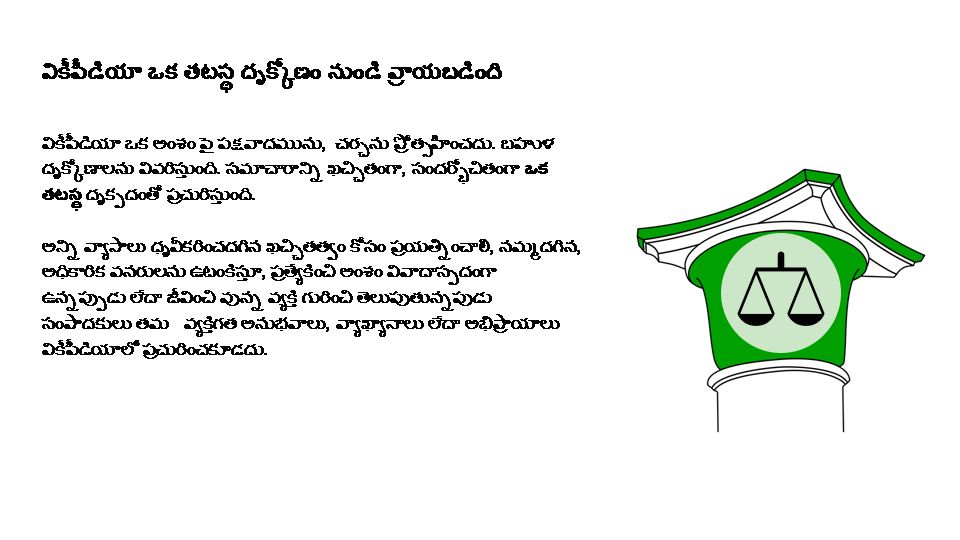 వికీపీడియా ఒక తటస్థ దృక్కోణం నుండి వ్రాయబడింది
వికీపీడియా ఒక అంశం పై పక్షవాదమును, చర్చను ప్రోత్సహించదు. బహుళ
దృక్కోణాలను వివరిస్తుంది. సమాచారాన్ని ఖచ్చితంగా, సందర్భోచితంగా ఒక
తటస్థ దృక్పదంతో ప్రచురిస్తుంది.
అన్ని వ్యాసాలు ధృవీకరించదగిన ఖచ్చితత్వం కోసం ప్రయత్నించాలి, నమ్మదగిన,
అధికారిక వనరులను ఉటంకిస్తూ, ప్రత్యేకించి అంశం వివాదాస్పదంగా
ఉన్నప్పుడు లేదా జీవించి వున్న వ్యక్తి గురించి తెలుపుతున్నపుడు
సంపాదకులు తమ వ్యక్తిగత అనుభవాలు, వ్యాఖ్యానాలు లేదా అభిప్రాయాలు
వికీపీడియాలో ప్రచురించకూడదు.